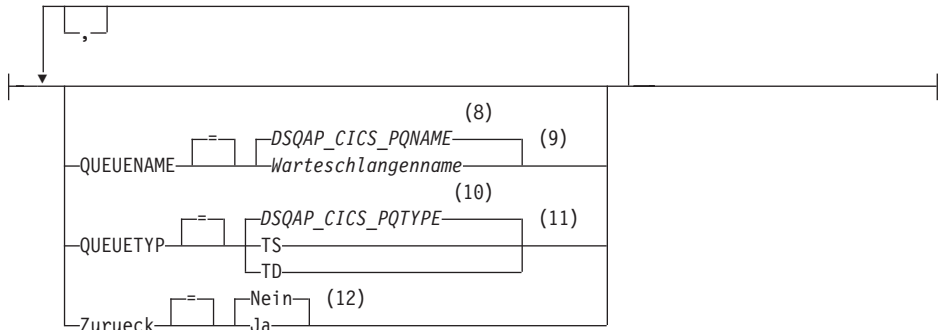 ,
(8)
= DSQAP_CICS_PQNAME (9)
QUEUENAME Warteschlangenname
(10)
= DSQAP_CICS_PQTYPE (11)
QUEUETYP TS
TD
= Nein (12)
Zurueck Ja